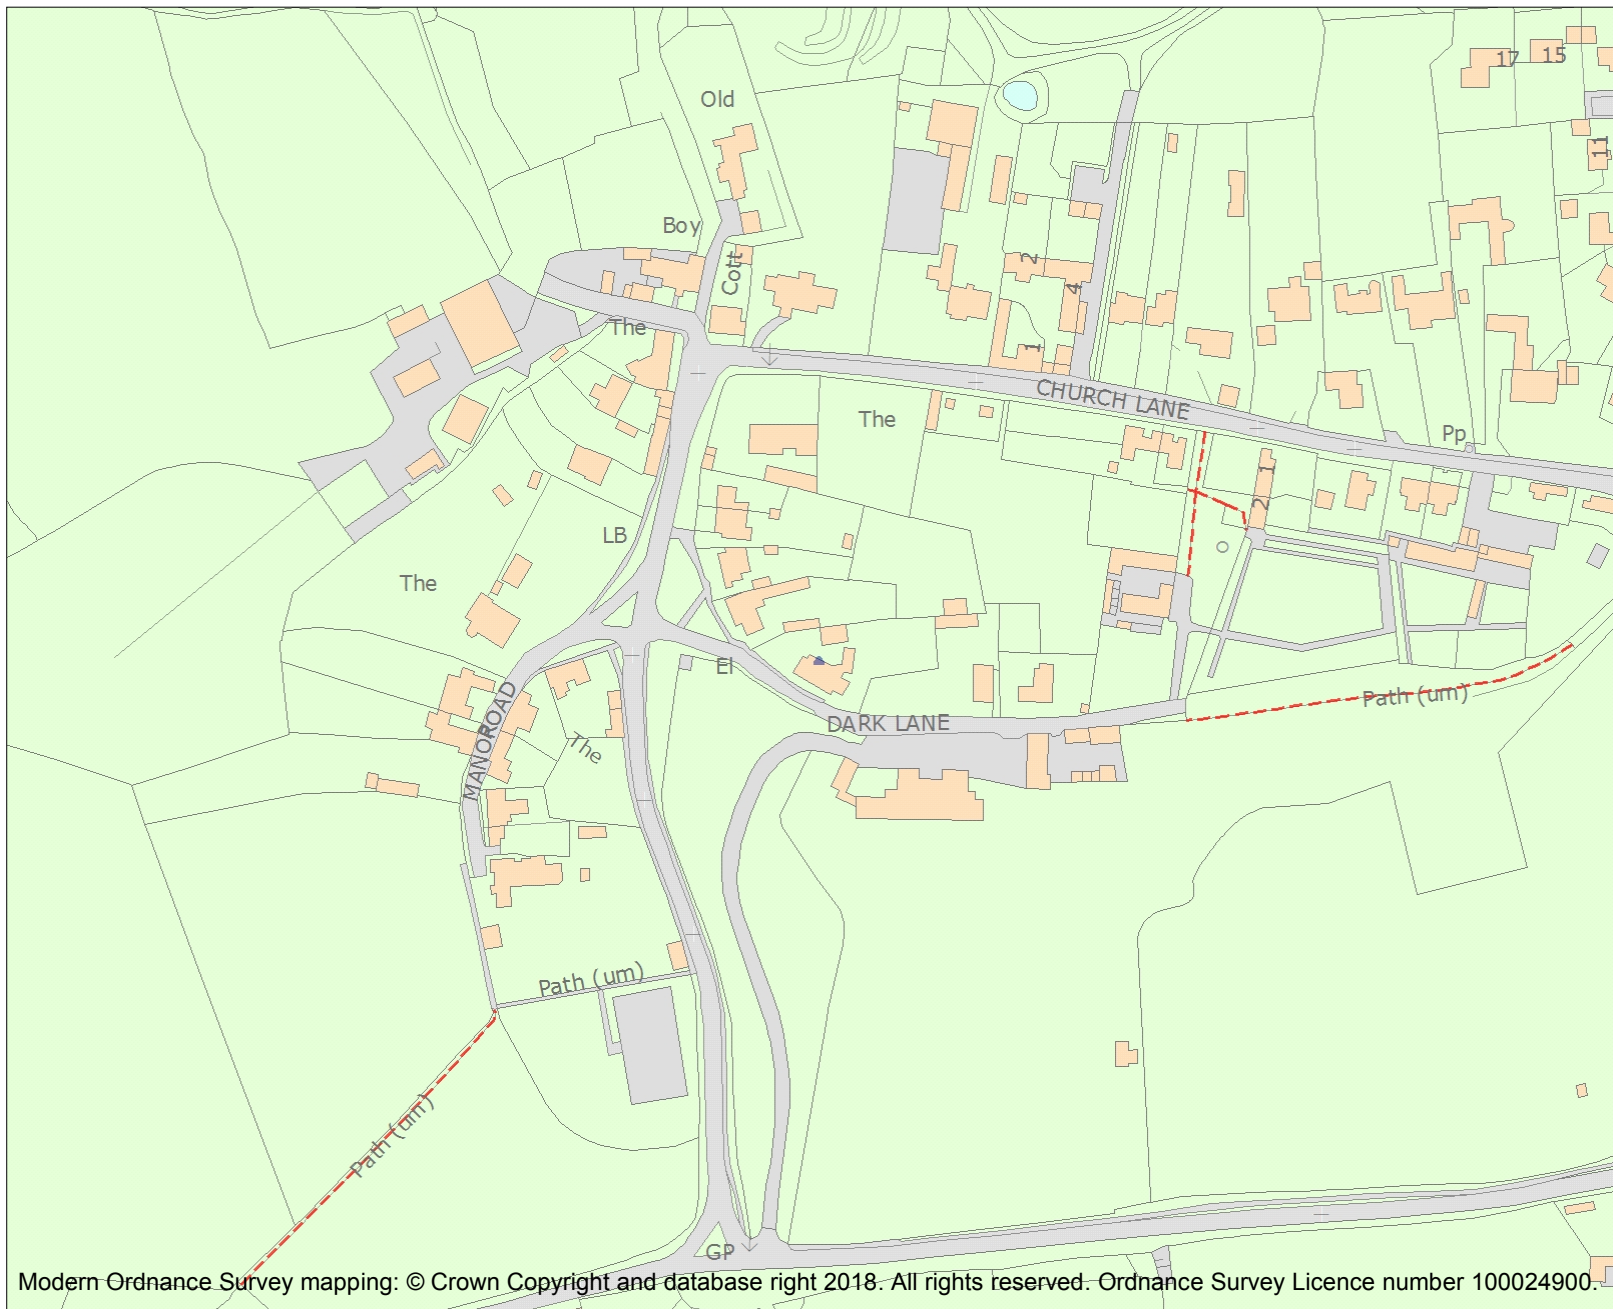 17
15
Old
11
Boy
Cott
2
4
The
1
CHURCH LANE
The
Pp
1
2
LB
The
El
MANOROAD
Path (um)
DARK LANE
The
Path (um)
Path (um)
GP
Modern Ordnance Survey mapping: © Crown Copyright and database right 2018. All rights reserved. Ordnance Survey Licence number 100024900.